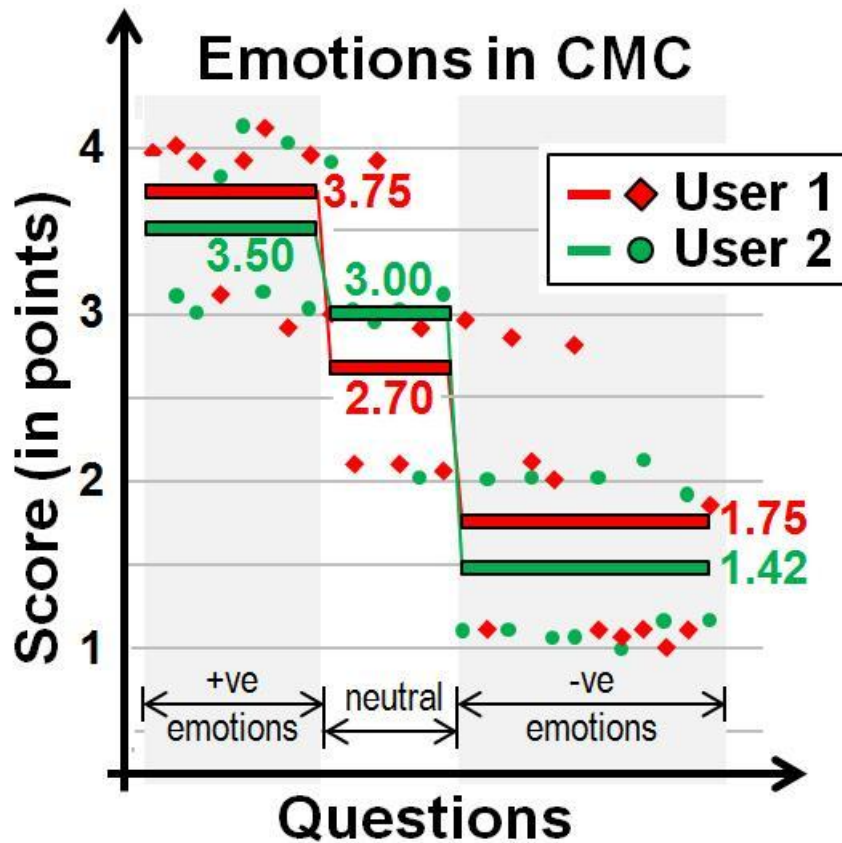 Emotions in CMC
4
User 1
User 2
3.75
3.50
3.00
3
2.70
2
1.75
1.42
1
+ve
emotions
neutral
-ve
emotions
Score (in points)
Questions